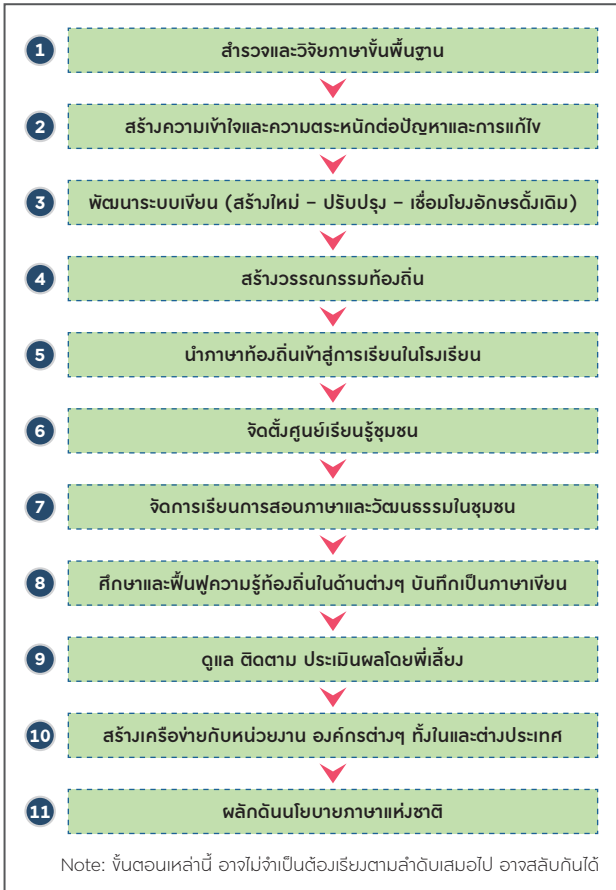 1 สำรวจและวิจัยภาษาขั้นพื้นฐาน
2 สร้างความเข้าใจและความตระหนักต่อปัญหาและการแก้ไข
3 พัฒนาระบบเขียน (สร้างใหม่ – ปรับปรุง – เชื่อมโยงอักษรดั้งเดิม)
4 สร้างวรรณกรรมท้องถิ่น
5 นำภาษาท้องถิ่นเข้าสู่การเรียนในโรงเรียน
6 จัดตั้งศูนย์เรียนรู้ชุมชน
7 จัดการเรียนการสอนภาษาและวัฒนธรรมในชุมชน
8 ศึกษาและฟื้นฟูความรู้ท้องถิ่นในด้านต่างๆ บันทึกเป็นภาษาเขียน
9 ดูแล ติดตาม ประเมินผลโดยพี่เลี้ยง
10 สร้างเครือข่ายกับหน่วยงาน องค์กรต่างๆ ทั้งในและต่างประเทศ
11 ผลักดันนโยบายภาษาแห่งชาติ
Note: ขั้นตอนเหล่านี้ อาจไม่จำเป็นต้องเรียงตามลำดับเสมอไป อาจสลับกันได้